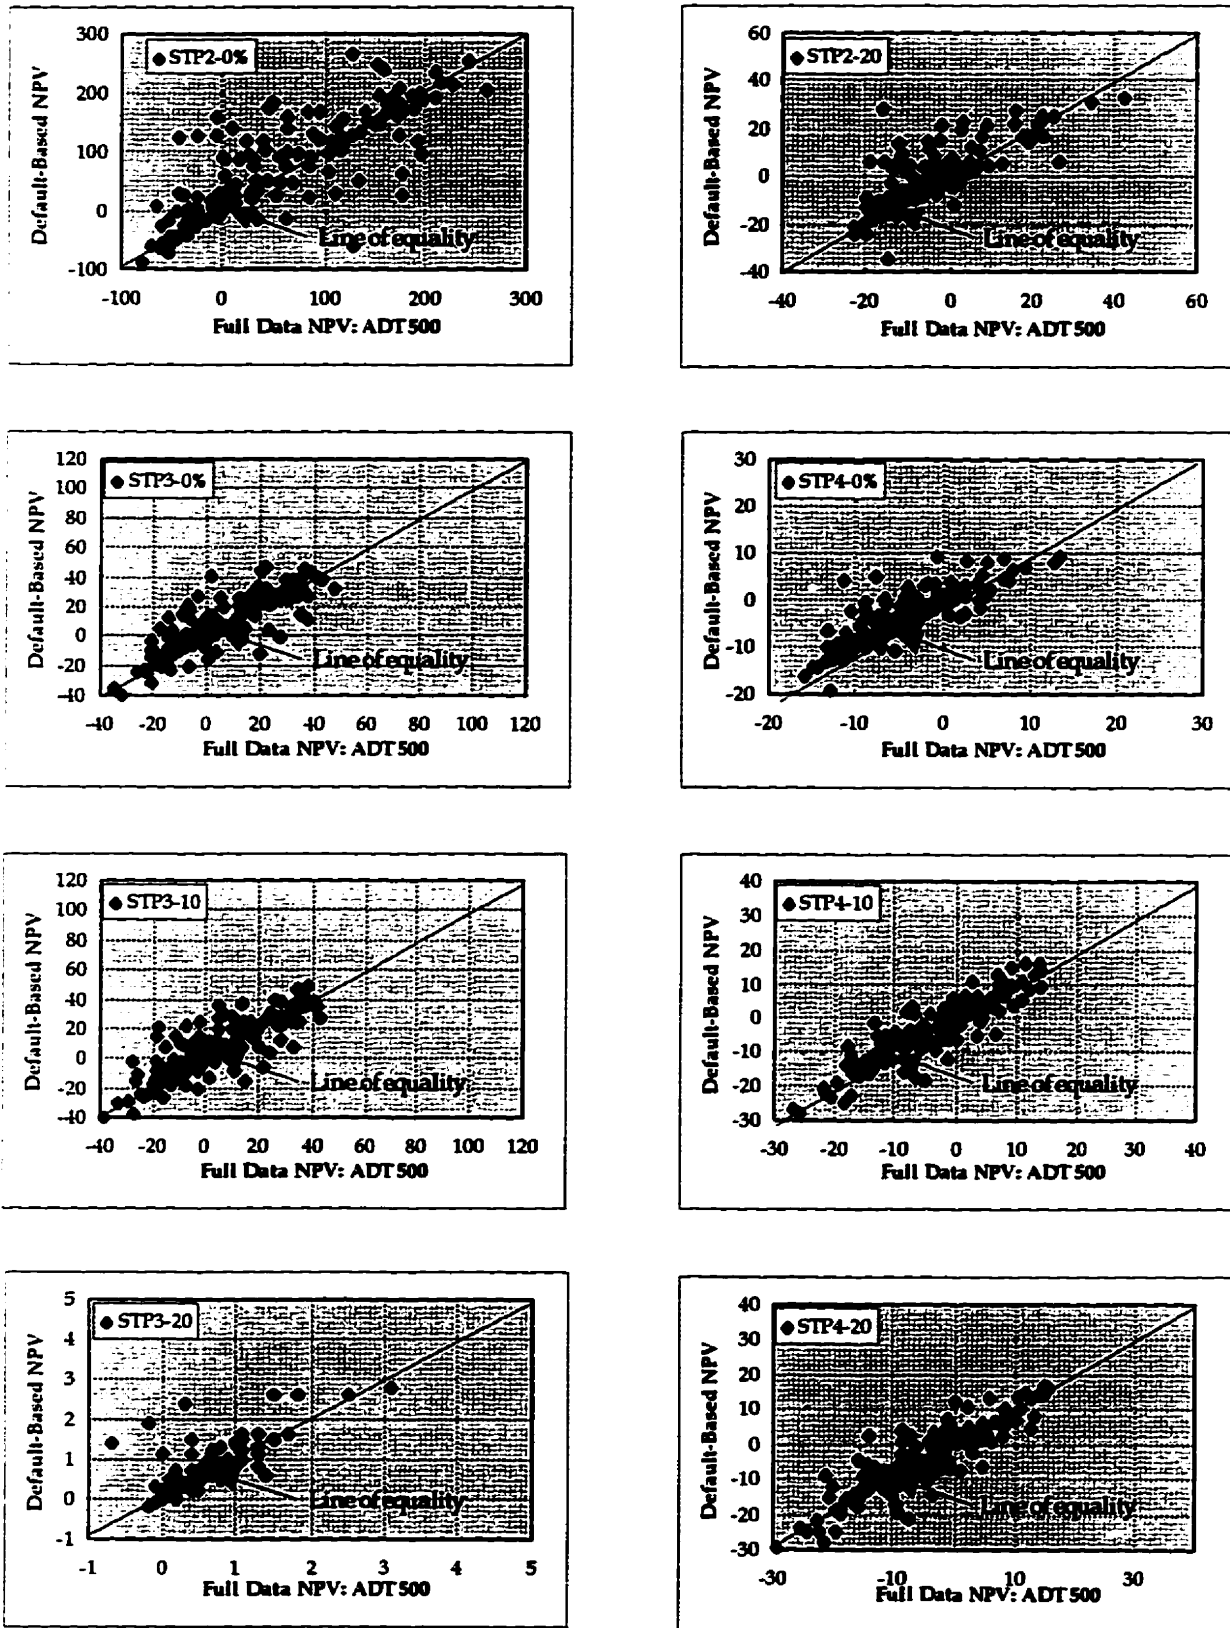 300
200
100
0
-100
Default-Based NPV
STP2-0%
Line of equality
-100 0 100 200 300
Full Data NPV: ADT500
60
40
20
0
-20
-40
Default-Based NPV
STP2-20
Line of equality
-40 -20 0 20 40 60
Full Data NPV: ADT500
120
100
80
60
40
20
0
-20
-40
Default-Based NPV
STP3-0%
Line of equality
-40 -20 0 20 40 60 80 100 120
Full Data NPV: ADT500
30
20
10
0
-10
-20
Default-Based NPV
STP4-0%
Line of equality
-20 -10 0 10 20 30
Full Data NPV: ADT500
120
100
80
60
40
20
0
-20
-40
Default-Based NPV
STP3-10
Line of equality
-40 -20 0 20 40 60 80 100 120
Full Data NPV: ADT500
40
30
20
10
0
-10
-20
-30
Default-Based NPV
STP4-10
Line of equality
-30 -20 -10 0 10 20 30 40
Full Data NPV: ADT500
5
4
3
2
1
0
-1
Default-Based NPV
STP3-20
Line of equality
-1 0 1 2 3 4 5
Full Data NPV: ADT500
40
30
20
10
0
-10
-20
-30
Default-Based NPV
STP4-20
Line of equality
-30 -10 10 30
Full Data NPV: ADT500